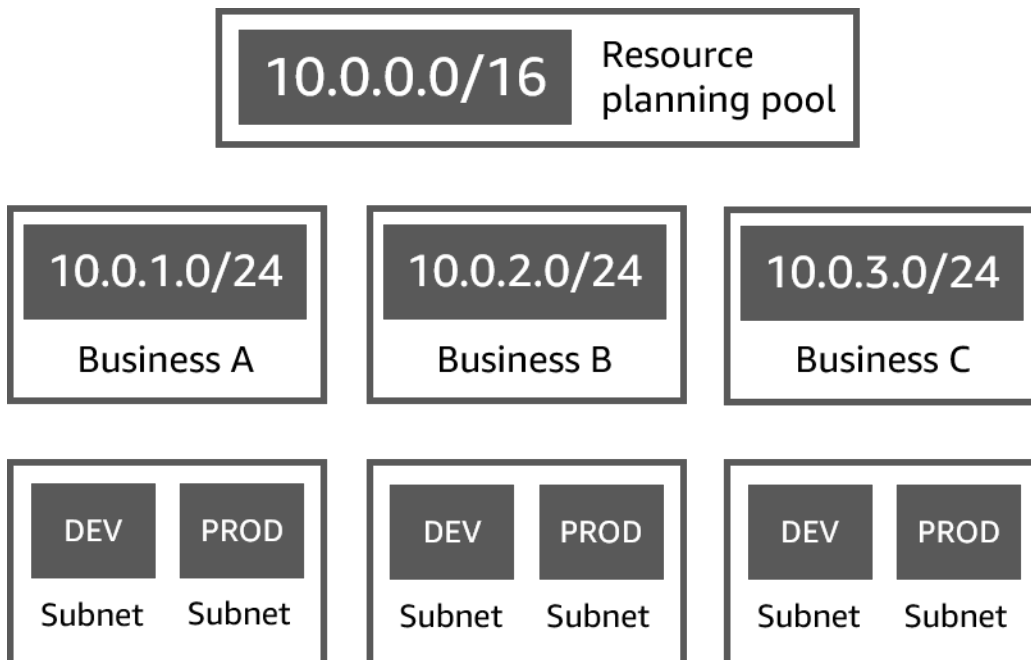 10.0.0.0/16
Resource
planning pool
10.0.1.0/24
Business A
10.0.2.0/24
Business B
10.0.3.0/24
Business C
DEV
PROD
Subnet
Subnet
DEV
PROD
Subnet
Subnet
DEV
PROD
Subnet
Subnet